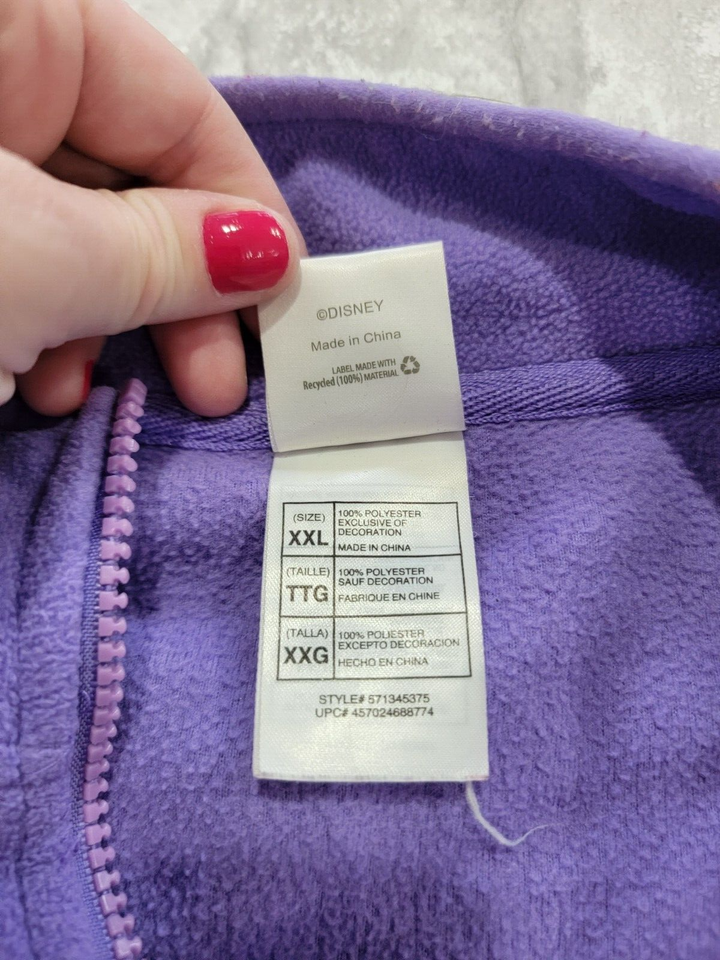 ©DISNEY
Made in China
LABEL MADE WITH
Recycled (100%) MATERIAL
(SIZE)
XXL
100% POLYESTER
EXCLUSIVE OF
DECORATION
MADE IN CHINA
(TAILLE)
TTG
100% POLYESTER
SAUF DECORATION
FABRIQUE EN CHINE
(TALLA)
XXG
100% POLIESTER
EXCEPTO DECORACION
HECHO EN CHINA
STYLE# 571345375
UPC# 457024688774